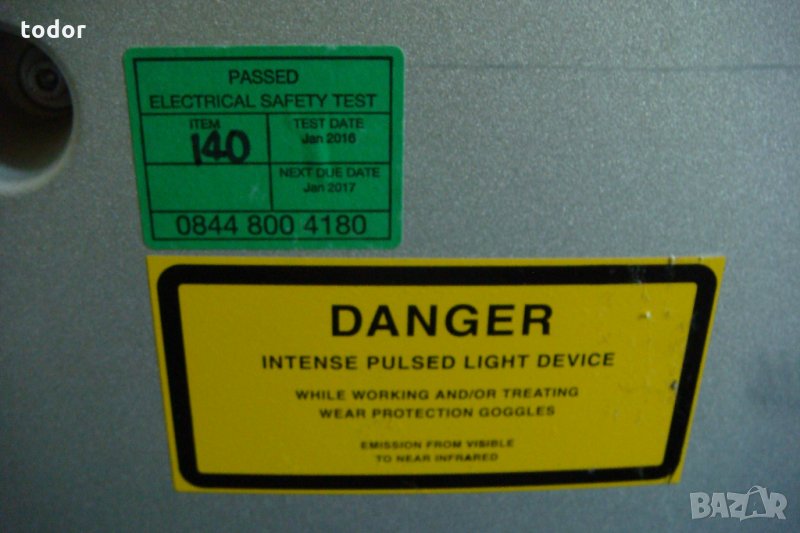 todor
PASSED
ELECTRICAL SAFETY TEST
ITEM
140
TEST DATE
Jan 2016
NEXT DUE DATE
Jan 2017
0844 800 4180
DANGER
INTENSE PULSED LIGHT DEVICE
WHILE WORKING AND/OR TREATING
WEAR PROTECTION GOGGLES
EMISSION FROM VISIBLE
TO NEAR INFRARED
BAZAR